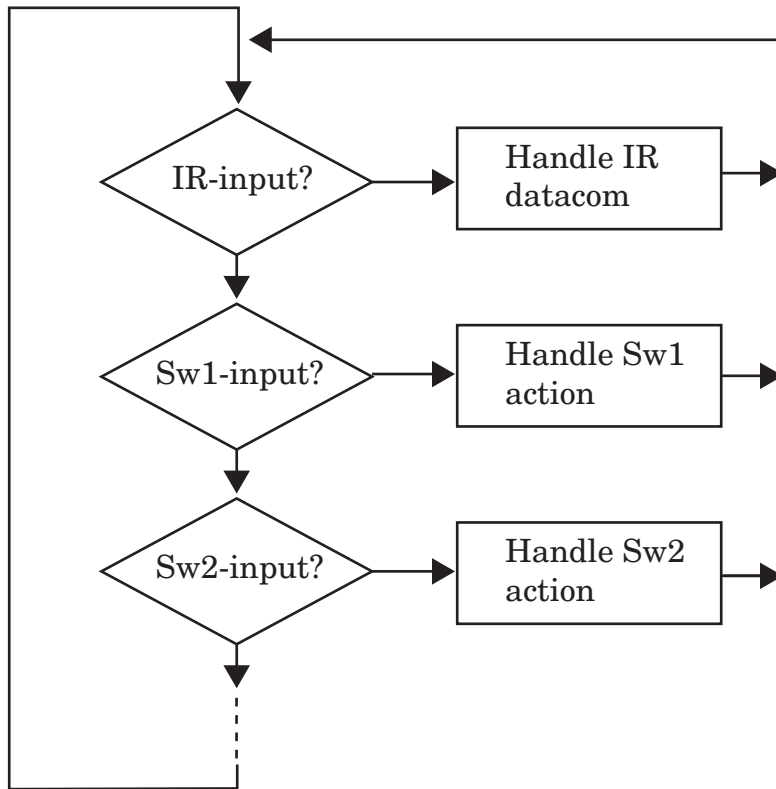 IR-input?
Handle IR
datacom
Sw1-input?
Handle Sw1
action
Sw2-input?
Handle Sw2
action